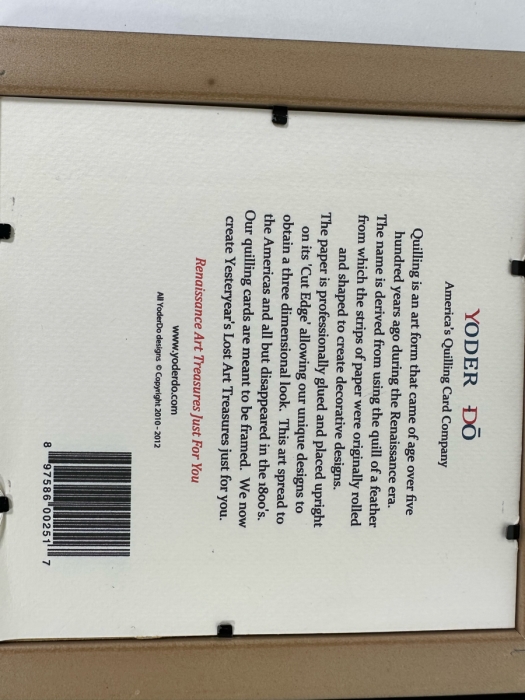 YODER DŌ
America's Quilling Card Company
Quilling is an art form that came of age over five
hundred years ago during the Renaissance era.
The name is derived from using the quill of a feather
from which the strips of paper were originally rolled
and shaped to create decorative designs.
The paper is professionally glued and placed upright
on its 'Cut Edge' allowing our unique designs to
obtain a three dimensional look. This art spread to
the Americas and all but disappeared in the 1800's.
Our quilling cards are meant to be framed. We now
create Yesteryear's Lost Art Treasures just for you.
Renaissance Art Treasures Just For You
www.yoderdo.com
All YoderDo designs © Copyright 2010 - 2012
8 97586 00251 7